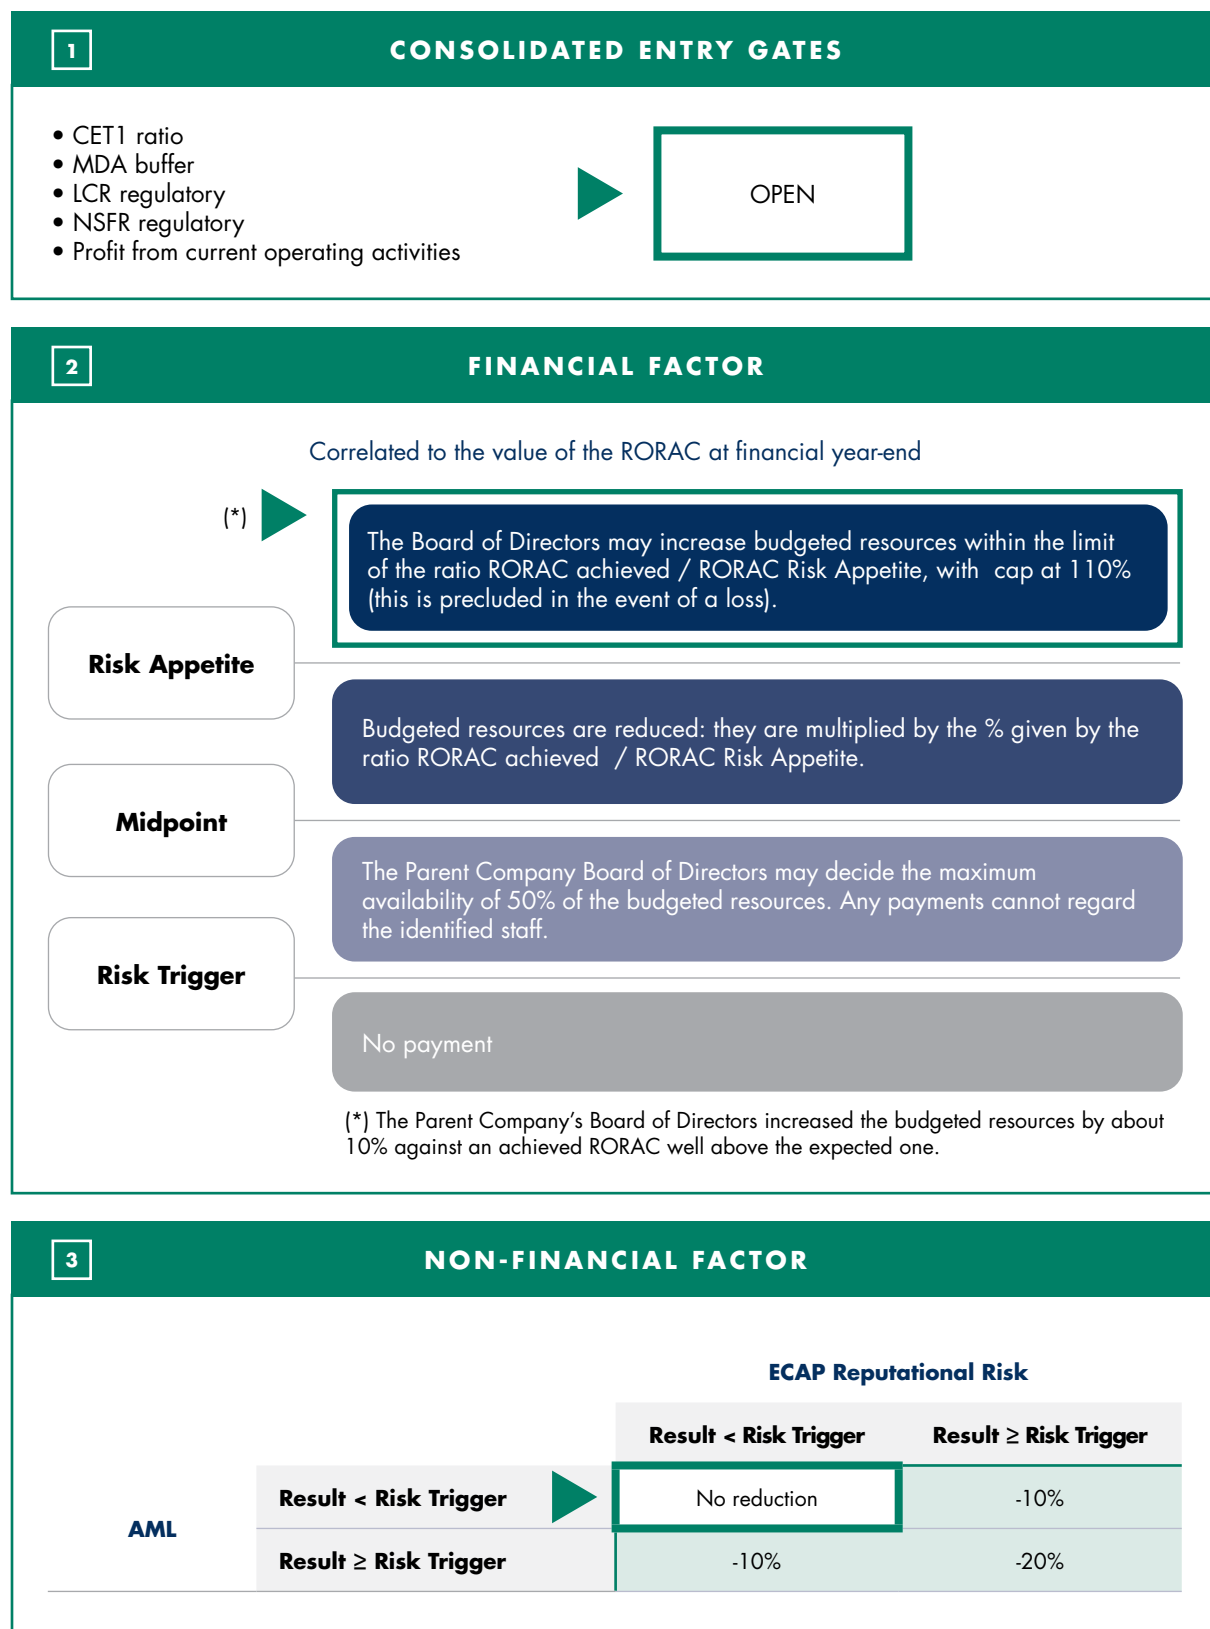 1
CONSOLIDATED ENTRY GATES
• CET1 ratio
• MDA buffer
• LCR regulatory
• NSFR regulatory
• Profit from current operating activities
OPEN
2
FINANCIAL FACTOR
Correlated to the value of the RORAC at financial year-end
(*)
The Board of Directors may increase budgeted resources within the limit
of the ratio RORAC achieved / RORAC Risk Appetite, with cap at 110%
(this is precluded in the event of a loss).
Risk Appetite
Budgeted resources are reduced: they are multiplied by the % given by the
ratio RORAC achieved / RORAC Risk Appetite.
Midpoint
The Parent Company Board of Directors may decide the maximum
availability of 50% of the budgeted resources. Any payments cannot regard
the identified staff.
Risk Trigger
No payment
(*) The Parent Company’s Board of Directors increased the budgeted resources by about
10% against an achieved RORAC well above the expected one.
3
NON-FINANCIAL FACTOR
ECAP Reputational Risk
Result < Risk Trigger Result ≥ Risk Trigger
AML
Result < Risk Trigger No reduction -10%
Result ≥ Risk Trigger -10% -20%